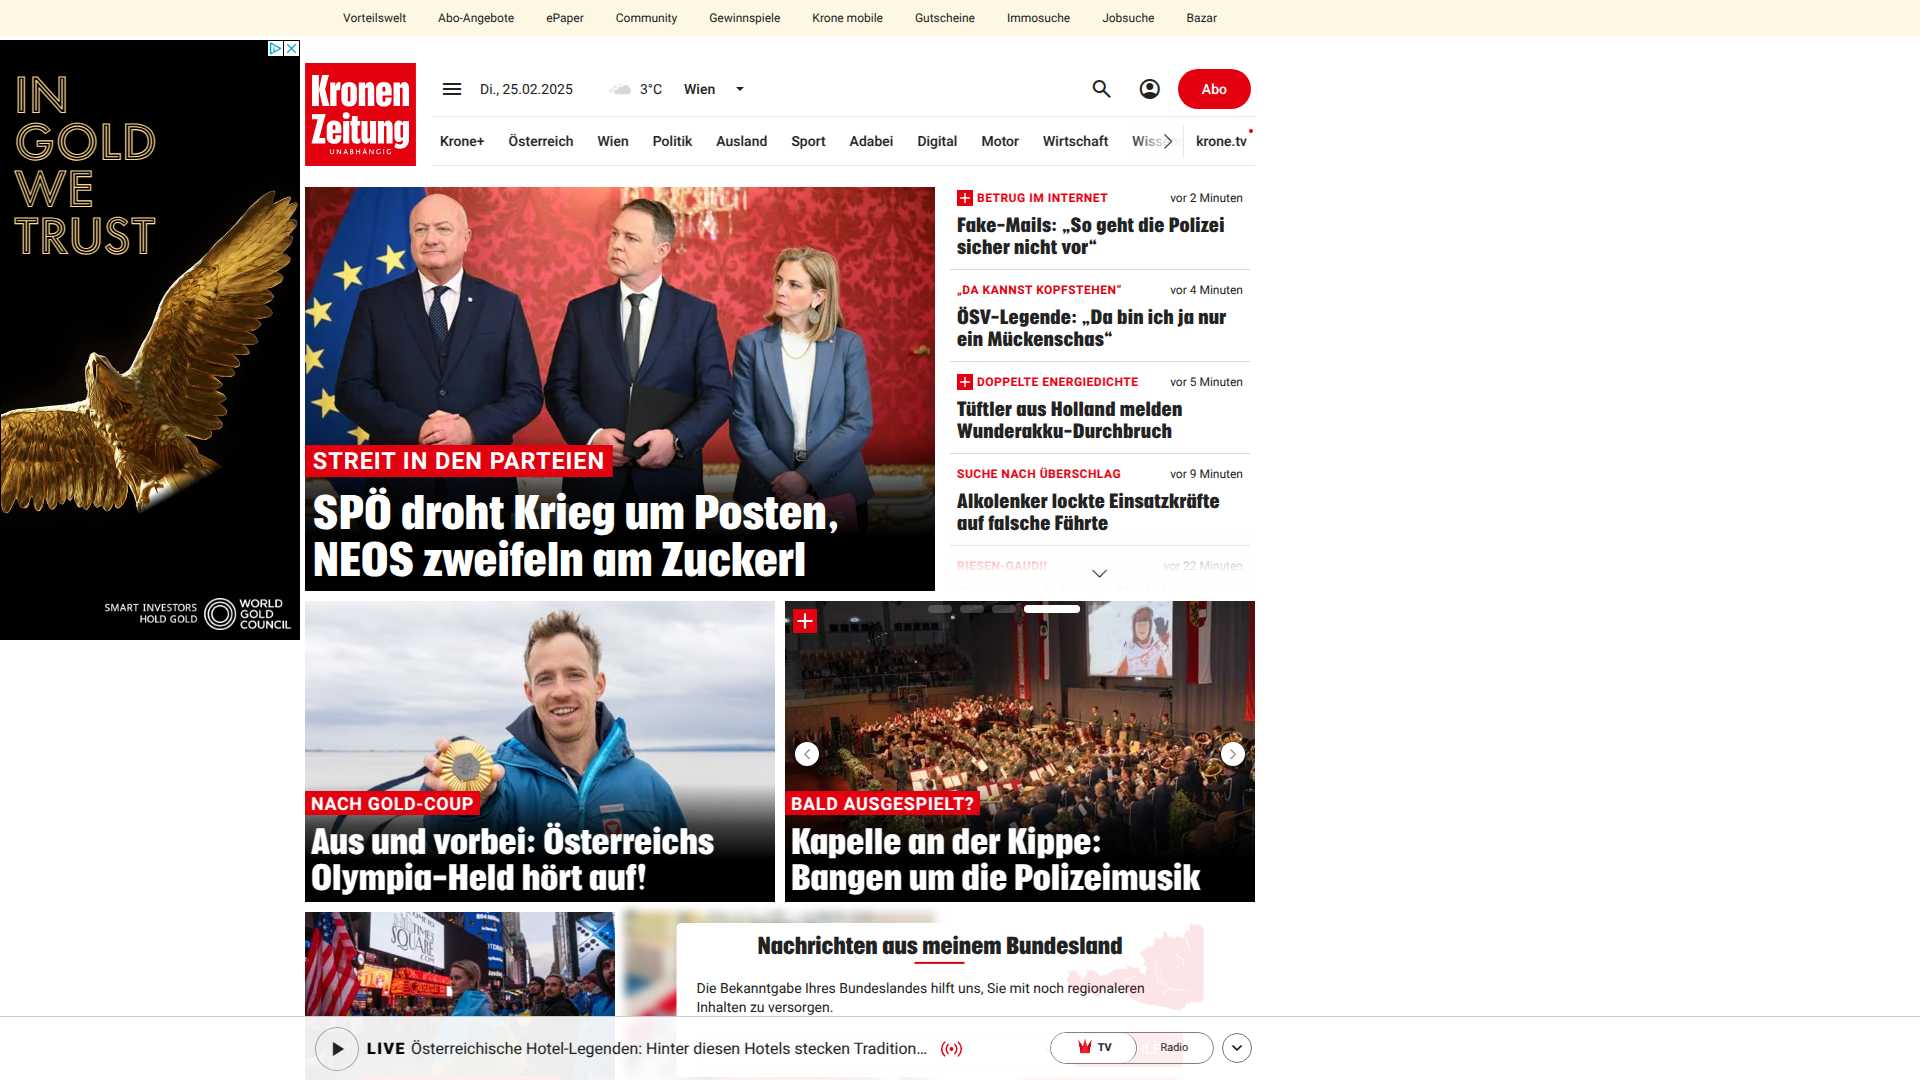 Vorteilswelt
Abo-Angebote
ePaper
Community
Gewinnspiele
Krone mobile
Gutscheine
Immosuche
Jobsuche
Bazar
IN
GOLD
WE
TRUST
SMART INVESTORS
HOLD GOLD
WORLD
GOLD
COUNCIL
Kronen
Zeitung
UNABHÄNGIG
Di., 25.02.2025
3°C
Wien
Abo
Krone+
Österreich
Wien
Politik
Ausland
Sport
Adabei
Digital
Motor
Wirtschaft
Wiss
krone.tv
STREIT IN DEN PARTEIEN
SPÖ droht Krieg um Posten,
NEOS zweifeln am Zuckerl
BETRUG IM INTERNET
vor 2 Minuten
Fake-Mails: „So geht die Polizei
sicher nicht vor“
„DA KANNST KOPFSTEHEN“
vor 4 Minuten
ÖSV-Legende: „Da bin ich ja nur
ein Mückenschas“
DOPPELTE ENERGIEDICHTE
vor 5 Minuten
Tüftler aus Holland melden
Wunderakku-Durchbruch
SUCHE NACH ÜBERSCHLAG
vor 9 Minuten
Alkolenker lockte Einsatzkräfte
auf falsche Fährte
RIESEN-GAUDI!
vor 22 Minuten
NACH GOLD-COUP
Aus und vorbei: Österreichs
Olympia-Held hört auf!
BALD AUSGESPIELT?
Kapelle an der Kippe:
Bangen um die Polizeimusik
TIMES
SQUARE
Nachrichten aus meinem Bundesland
Die Bekanntgabe Ihres Bundeslandes hilft uns, Sie mit noch regionaleren
Inhalten zu versorgen.
LIVE Österreichische Hotel-Legenden: Hinter diesen Hotels stecken Tradition...
TV
Radio